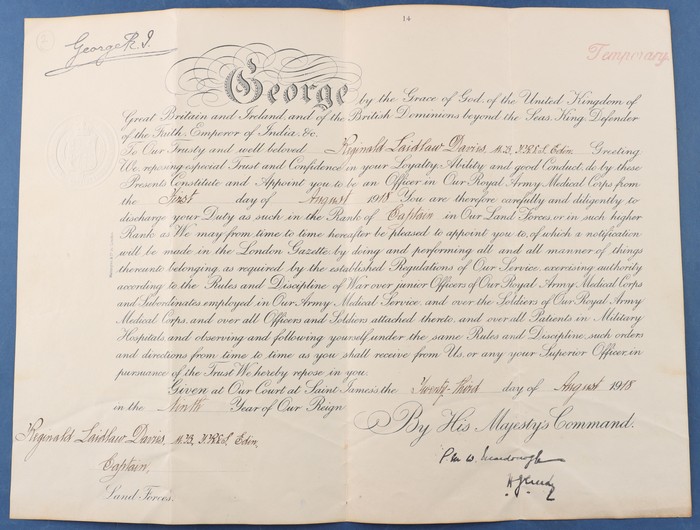 14
George R. I.
Temporary.
George by the Grace of God, of the United Kingdom of
Great Britain and Ireland, and of the British Dominions beyond the Seas, King, Defender
of the Faith, Emperor of India, &c.
To Our Trusty and well beloved Reginald Laidlaw Davies, M.B., F.R.C.S. Edin. Greeting
We, reposing especial Trust and Confidence in your Loyalty, Ability, and good Conduct, do by these
Presents Constitute and Appoint you to be an Officer in Our Royal Army Medical Corps from
the First day of August 1918. You are therefore carefully and diligently to
discharge your Duty as such in the Rank of Captain in Our Land Forces, or in such higher
Rank as We may from time to time hereafter be pleased to appoint you to, of which a notification
will be made in the London Gazette, by doing and performing all and all manner of things
thereunto belonging, as required by the established Regulations of Our Service, exercising authority
according to the Rules and Discipline of War over junior Officers of Our Royal Army Medical Corps
and Subordinates employed in Our Army Medical Service, and over the Soldiers of Our Royal Army
Medical Corps, and over all Officers and Soldiers attached thereto, and over all Patients in Military
Hospitals, and observing and following yourself, under the same Rules and Discipline, such orders
and directions from time to time as you shall receive from Us, or any your Superior Officer, in
pursuance of the Trust We hereby repose in you.
Given at Our Court at Saint James's, the Twenty-third day of August 1918
in the Ninth Year of Our Reign
By His Majesty's Command.
Reginald Laidlaw Davies, M.B., F.R.C.S. Edin.
Captain,
Land Forces.